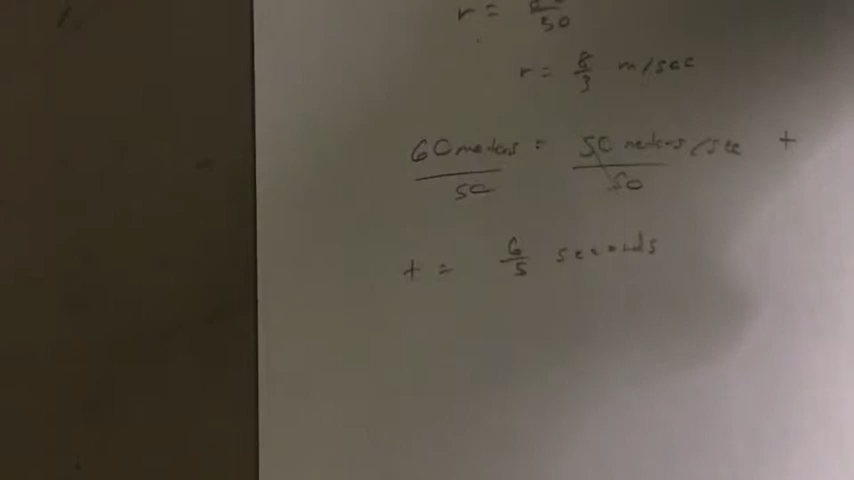 r = /50
r = 8/3 m/sec
60 meters = 50 meters/sec t
50 50
t = 6/5 seconds